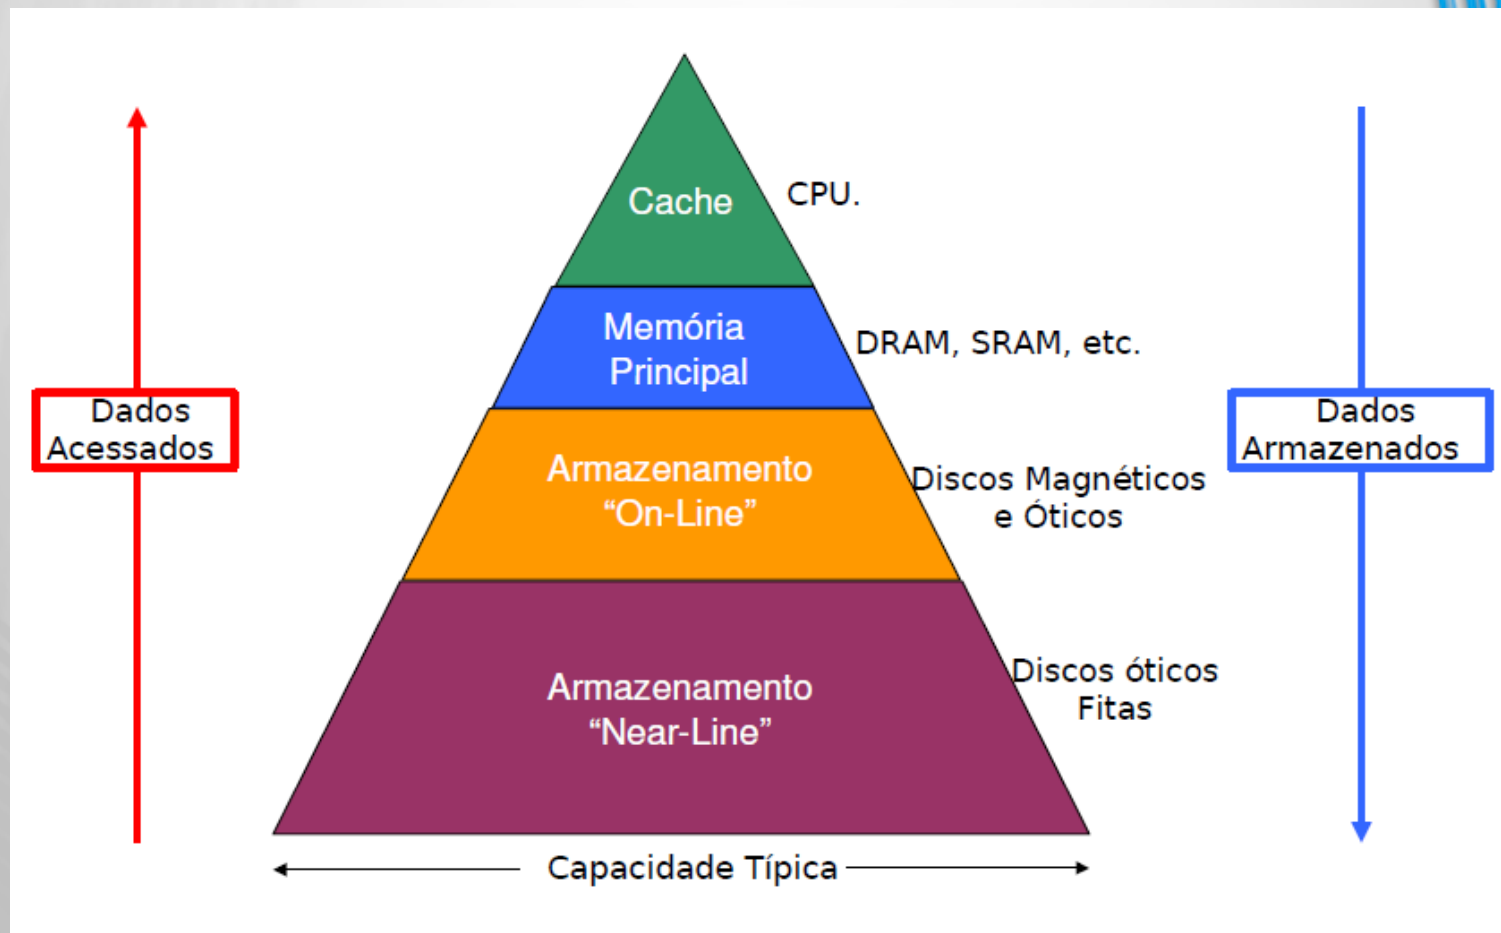 Cache
CPU.
Memória
Principal
DRAM, SRAM, etc.
Dados
Acessados
Dados
Armazenados
Armazenamento
“On-Line”
Discos Magnéticos
e Óticos
Armazenamento
“Near-Line”
Discos óticos
Fitas
Capacidade Típica